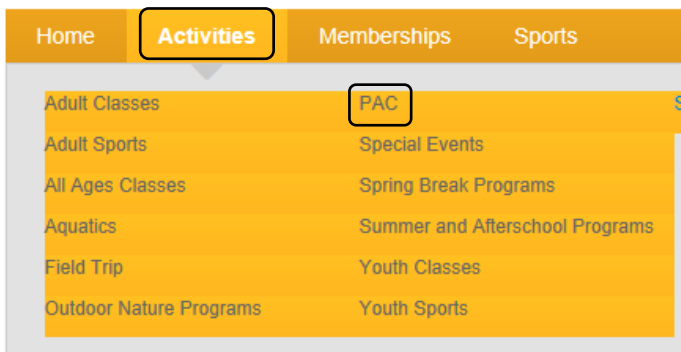 Home Activities Memberships Sports
Adult Classes
Adult Sports
All Ages Classes
Aquatics
Field Trip
Outdoor Nature Programs
PAC
Special Events
Spring Break Programs
Summer and Afterschool Programs
Youth Classes
Youth Sports